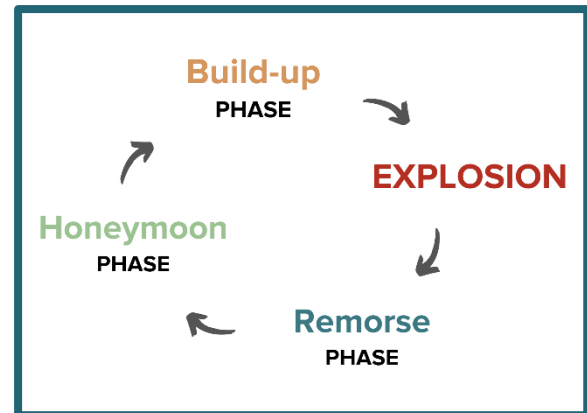 Build-up
PHASE
EXPLOSION
Remorse
PHASE
Honeymoon
PHASE